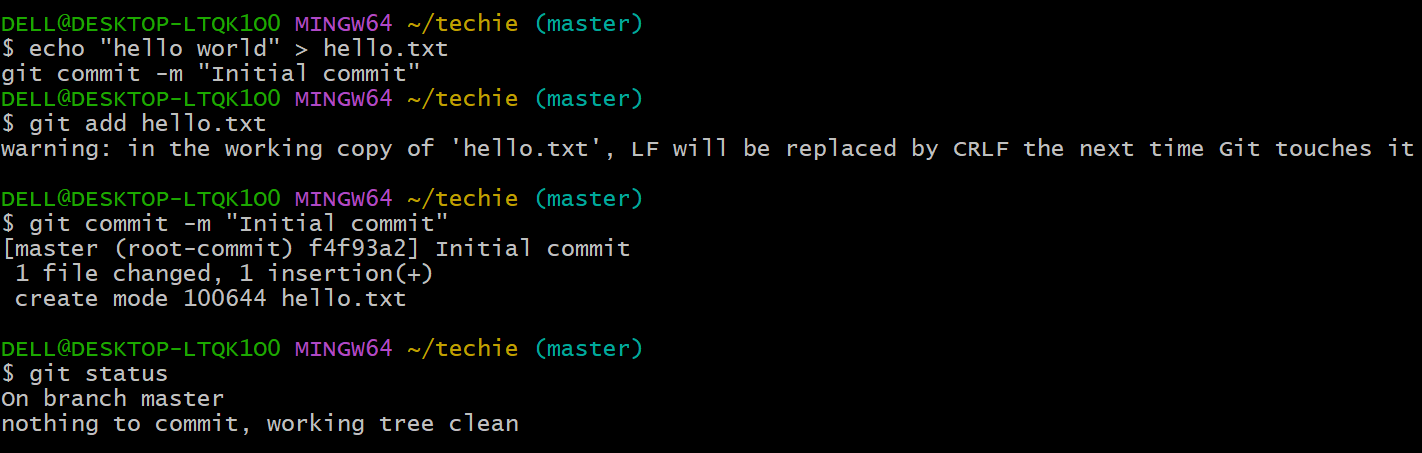 DELL@DESKTOP-LTQK1O0 MINGW64 ~/techie (master)
$ echo "hello world" > hello.txt
git commit -m "Initial commit"
DELL@DESKTOP-LTQK1O0 MINGW64 ~/techie (master)
$ git add hello.txt
warning: in the working copy of 'hello.txt', LF will be replaced by CRLF the next time Git touches it
DELL@DESKTOP-LTQK1O0 MINGW64 ~/techie (master)
$ git commit -m "Initial commit"
[master (root-commit) f4f93a2] Initial commit
 1 file changed, 1 insertion(+)
 create mode 100644 hello.txt
DELL@DESKTOP-LTQK1O0 MINGW64 ~/techie (master)
$ git status
On branch master
nothing to commit, working tree clean